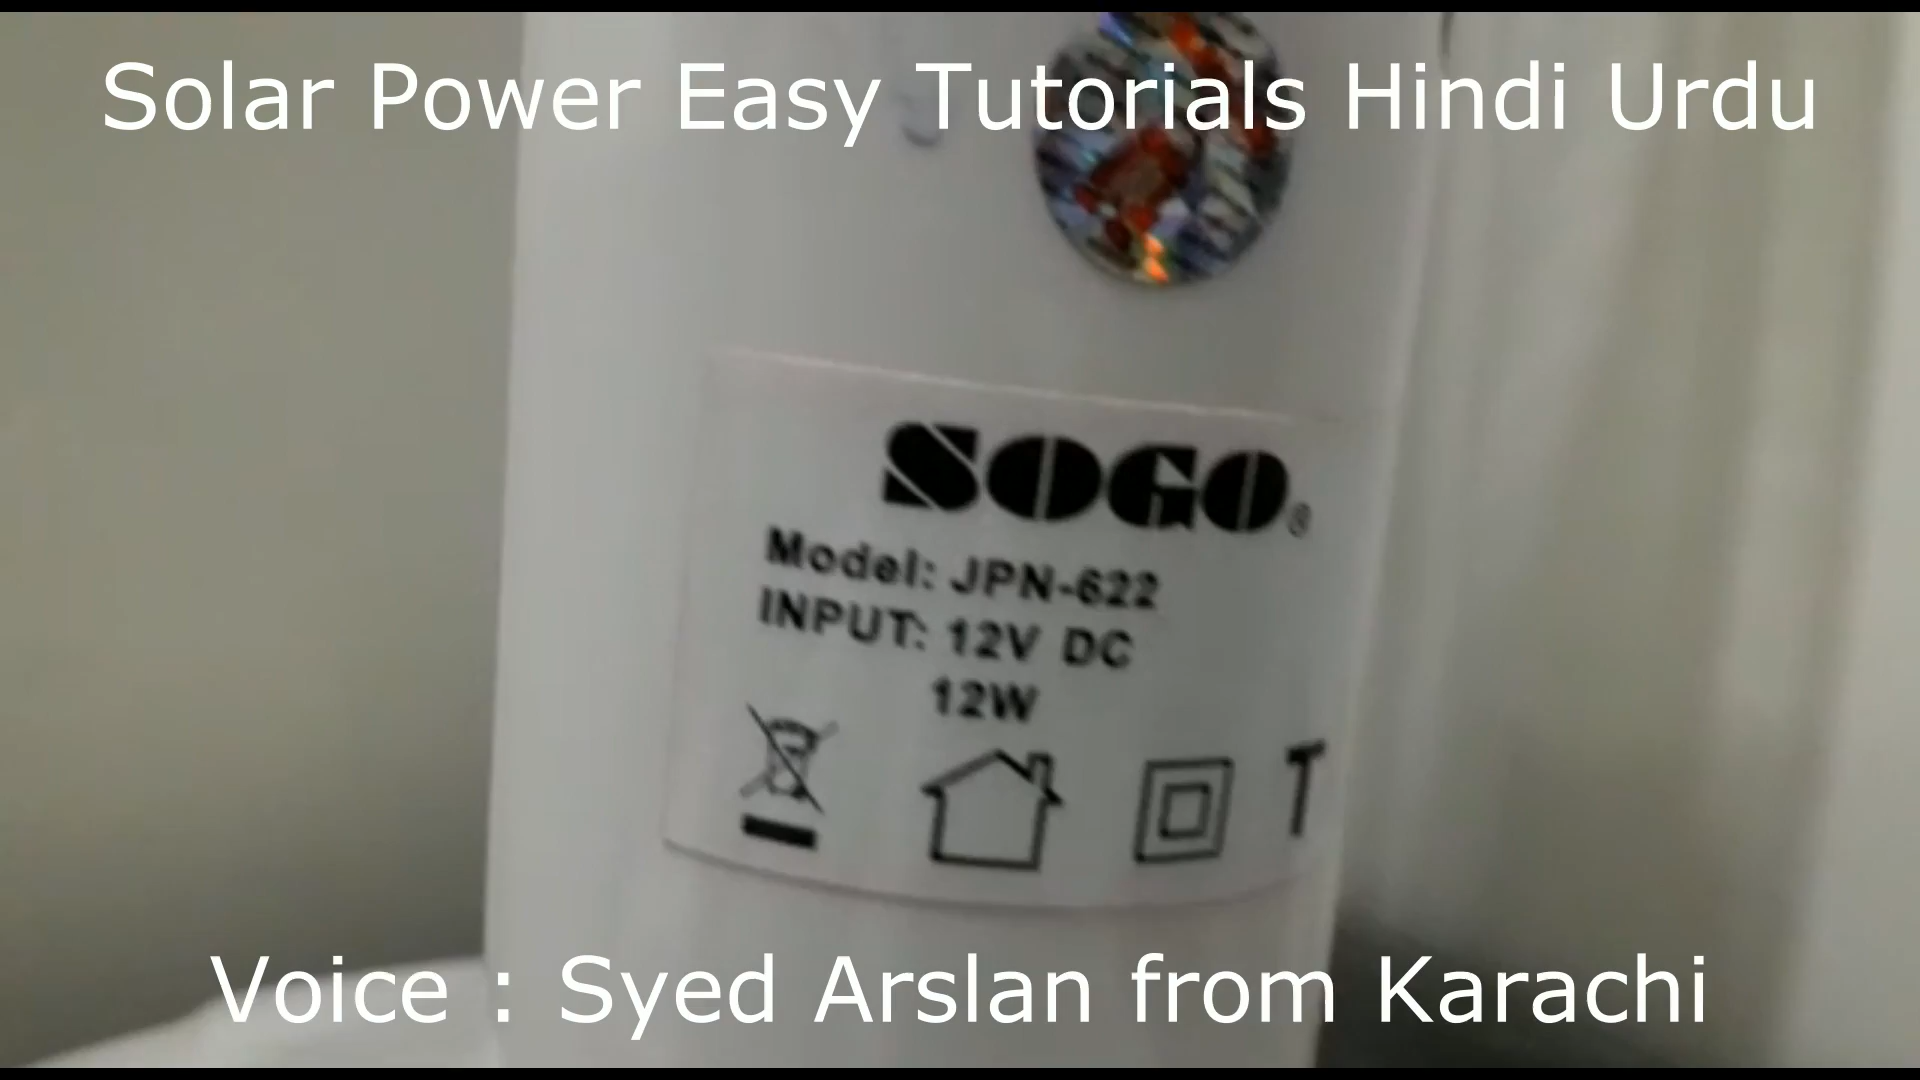 Solar Power Easy Tutorials Hindi Urdu
SOGO®
Model: JPN-622
INPUT: 12V DC
12W
T
Voice : Syed Arslan from Karachi